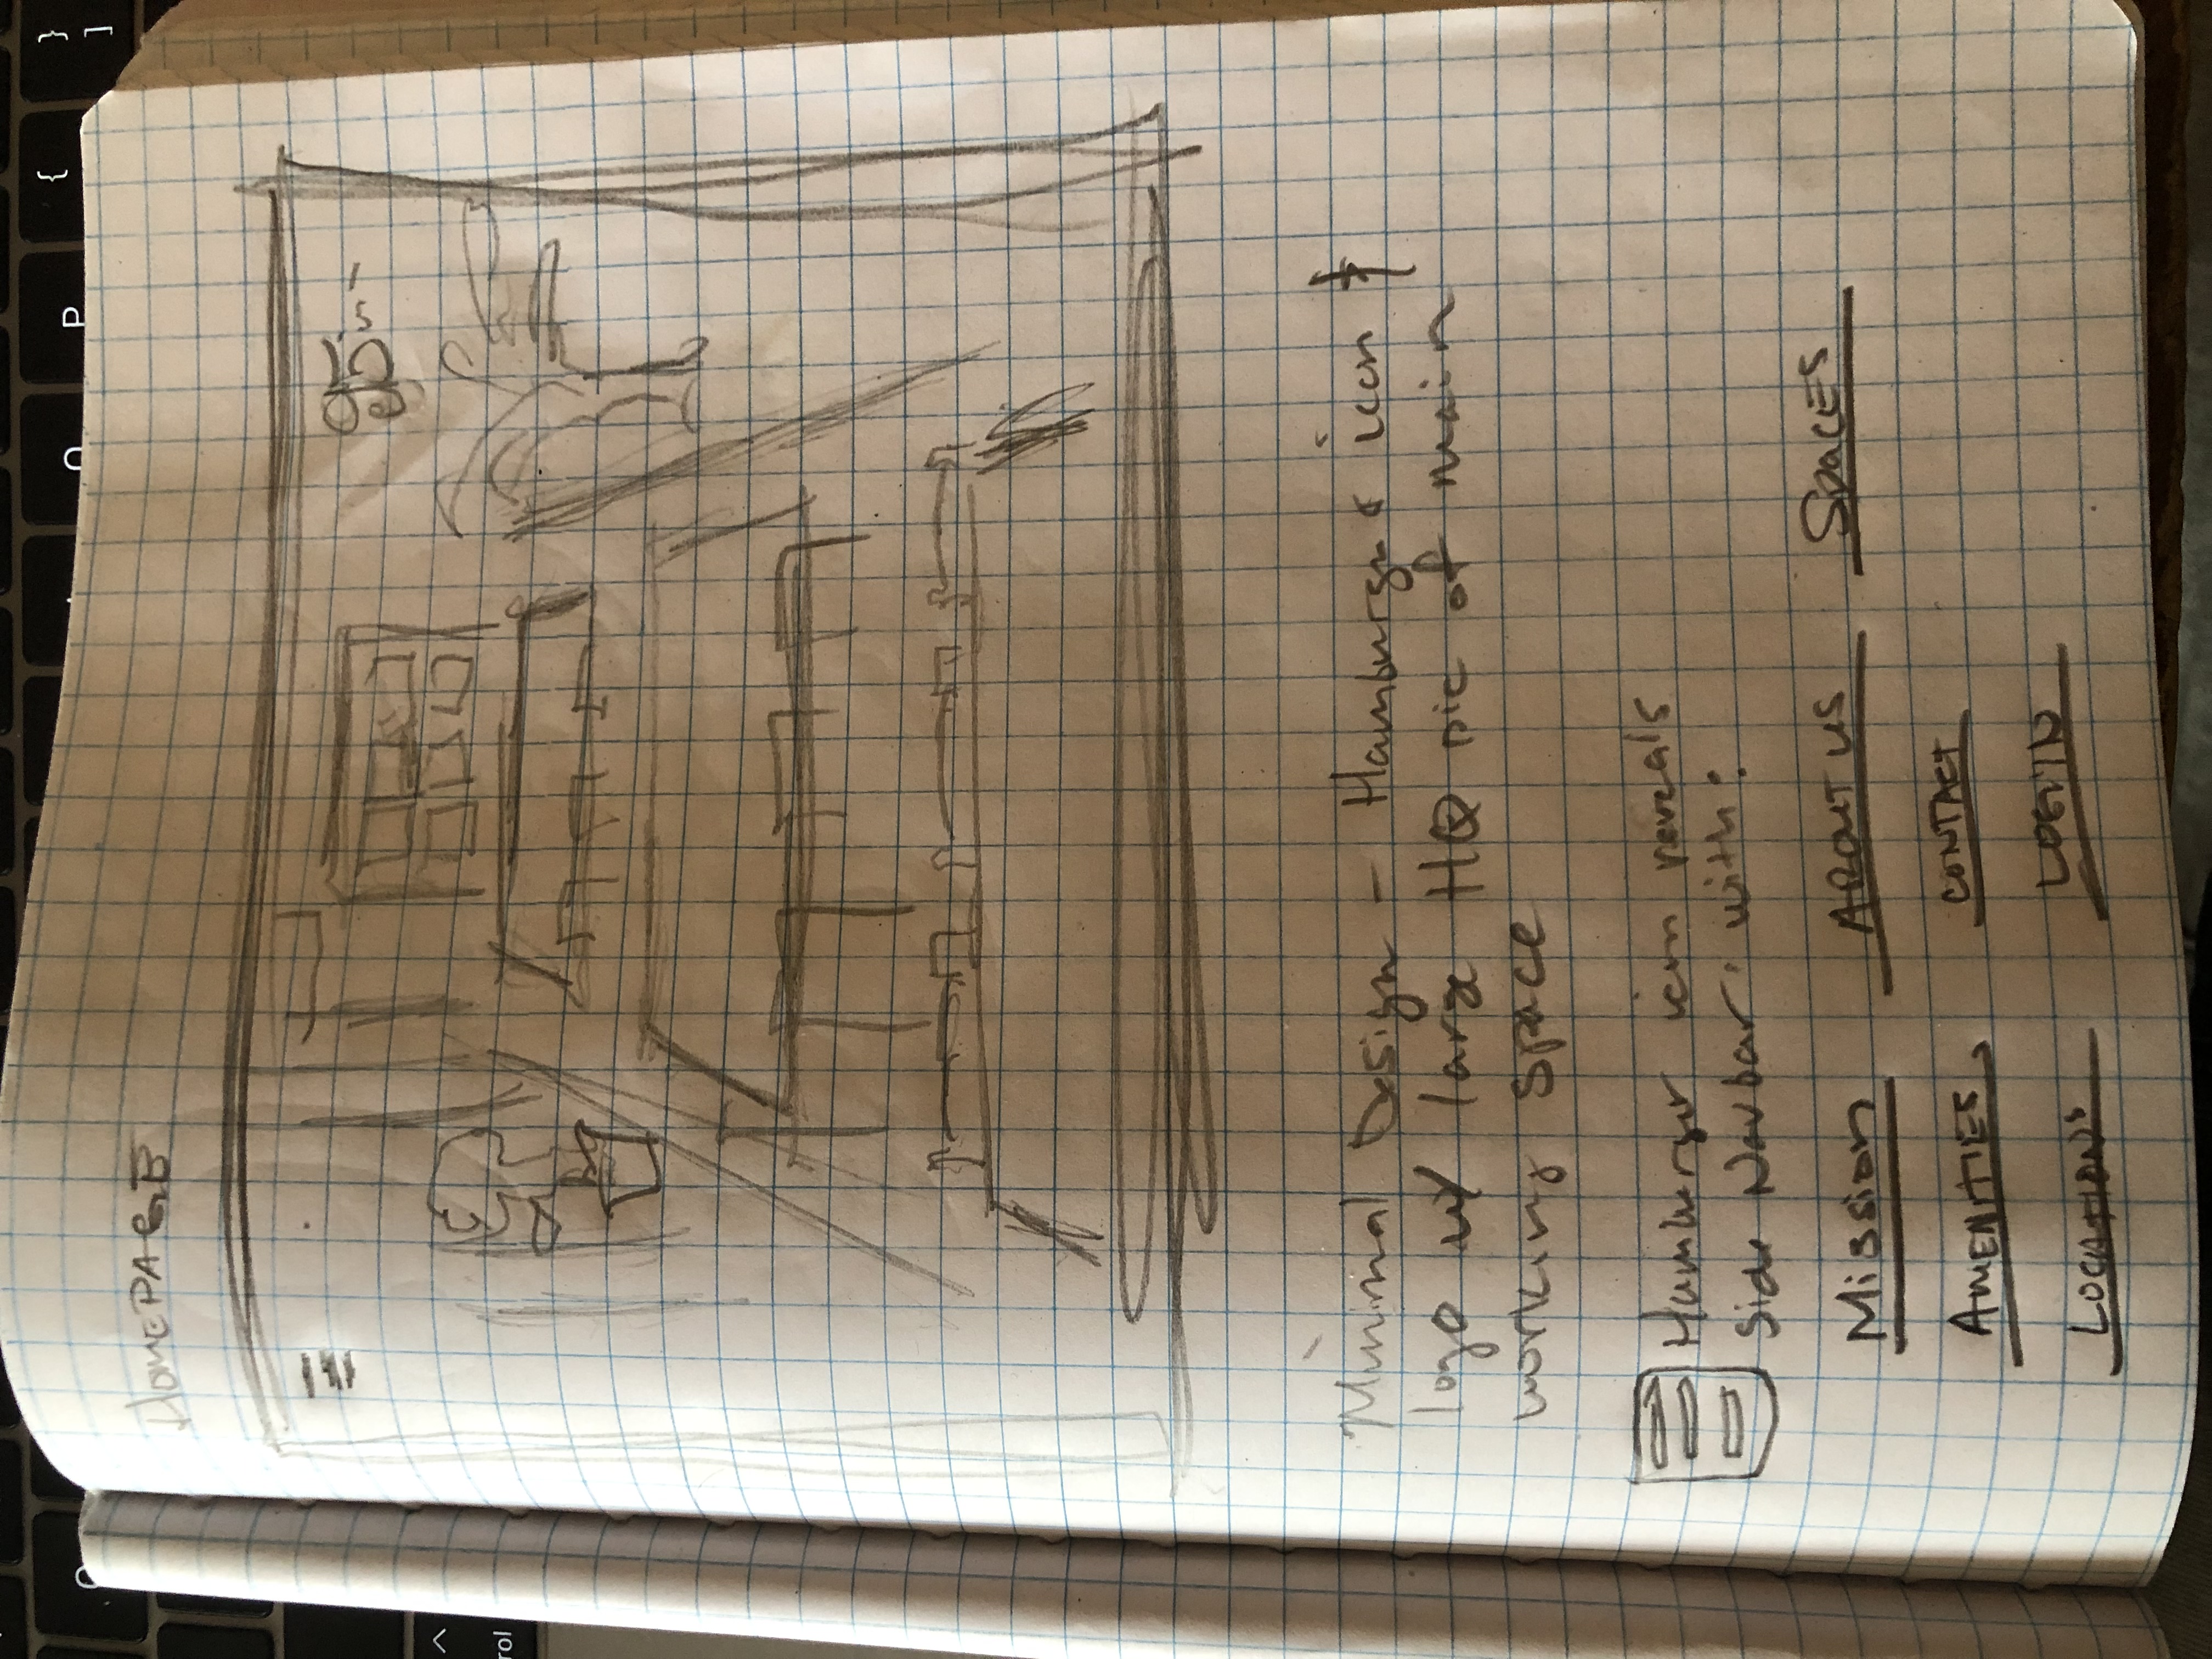 O
P
{
}
]
^
rol
HOMEPAGE
Minimal Design - Hamburger icon &
logo w/ large HQ pic of main
working space
Hamburger icon reveals
side Navbar with:
Mission
ABOUT US
SPACES
AMENITIES
CONTACT
LOCATIONS
LOGIN